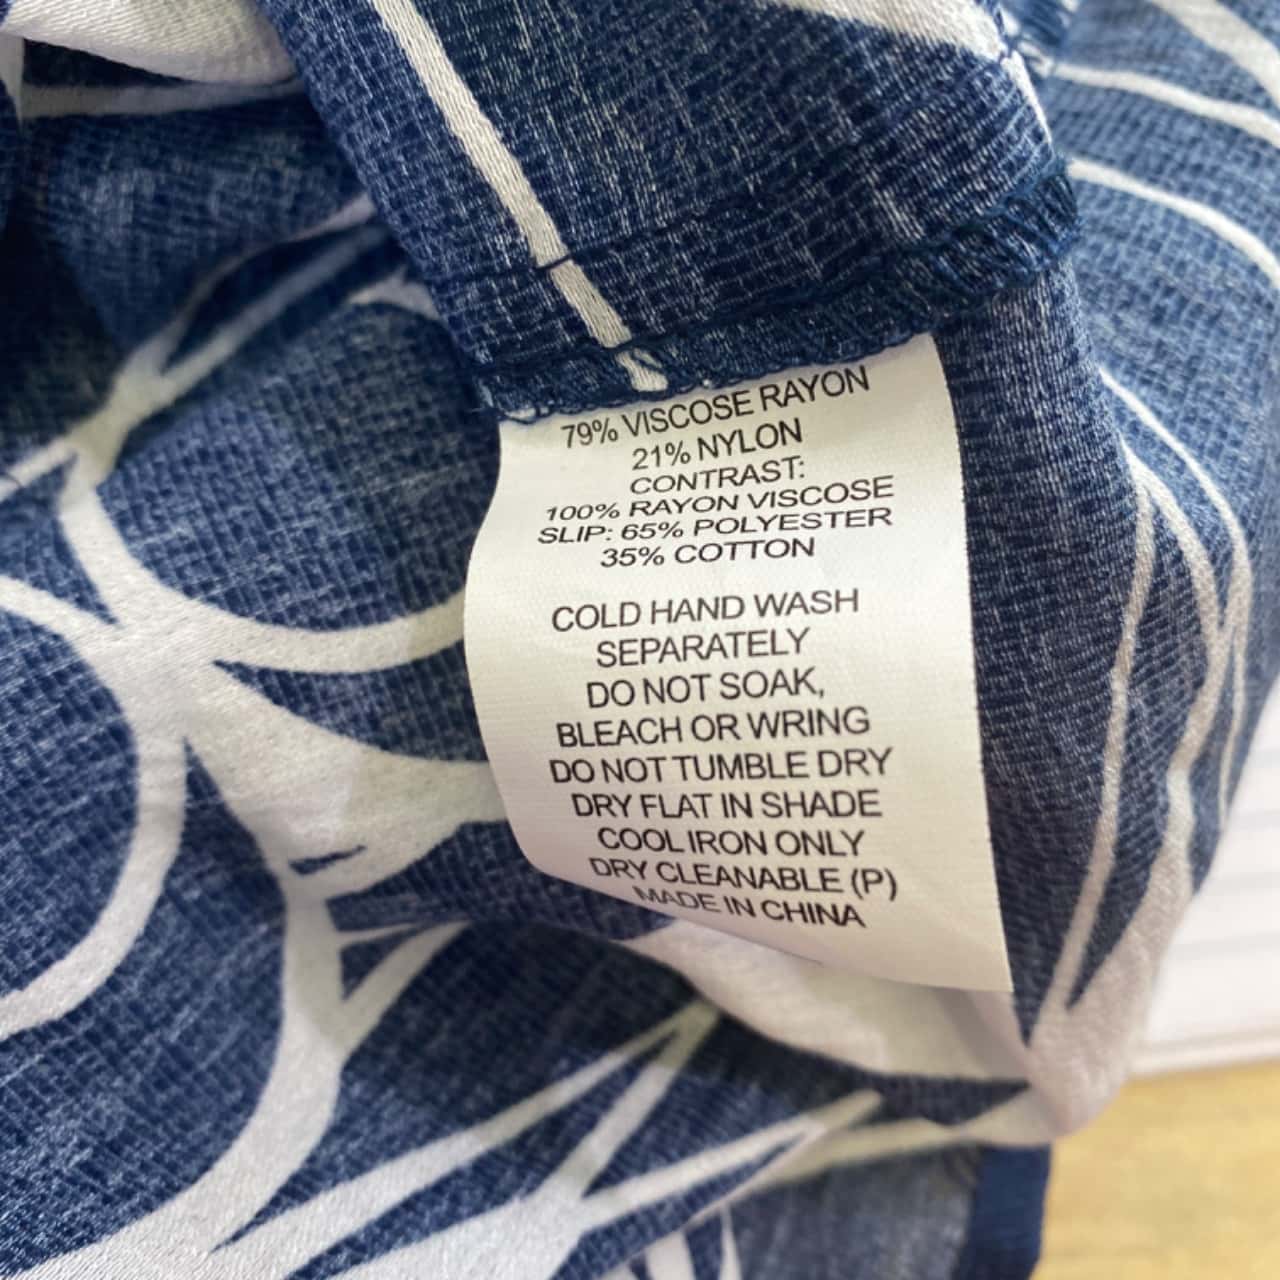 79% VISCOSE RAYON
21% NYLON
CONTRAST:
100% RAYON VISCOSE
SLIP: 65% POLYESTER
35% COTTON
COLD HAND WASH
SEPARATELY
DO NOT SOAK,
BLEACH OR WRING
DO NOT TUMBLE DRY
DRY FLAT IN SHADE
COOL IRON ONLY
DRY CLEANABLE (P)
MADE IN CHINA